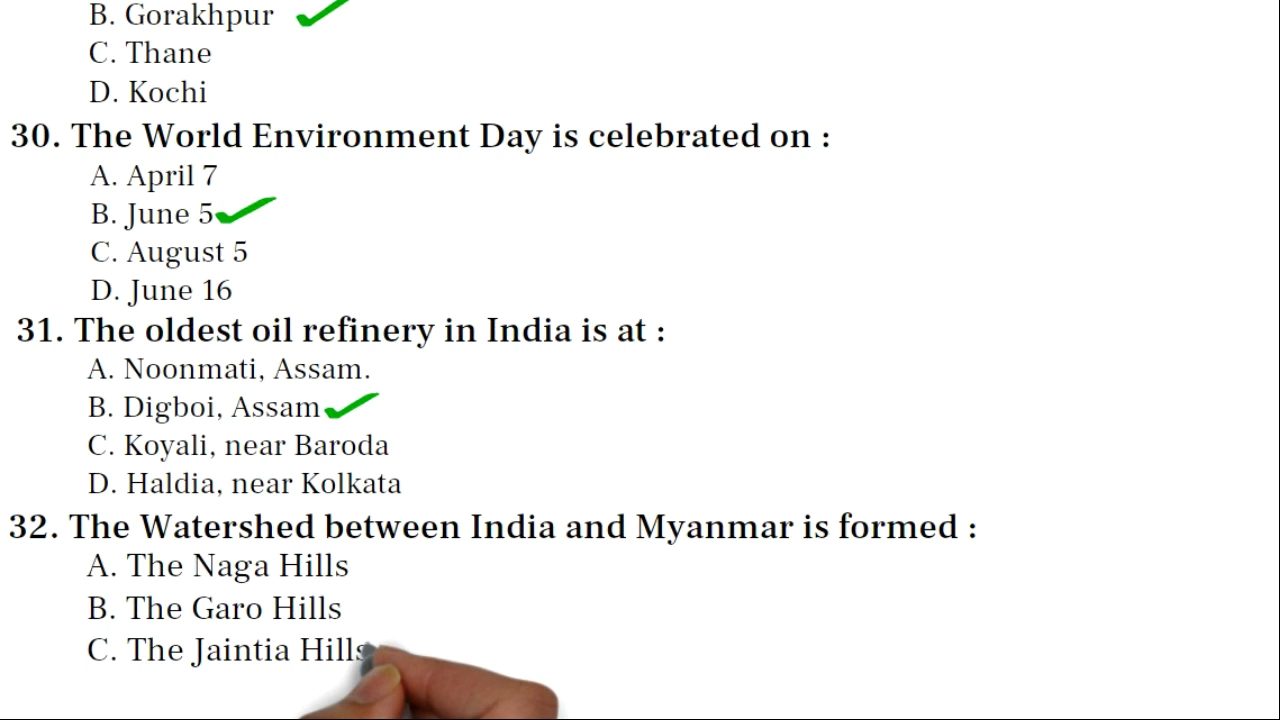 B. Gorakhpur
C. Thane
D. Kochi
30. The World Environment Day is celebrated on :
A. April 7
B. June 5
C. August 5
D. June 16
31. The oldest oil refinery in India is at :
A. Noonmati, Assam.
B. Digboi, Assam
C. Koyali, near Baroda
D. Haldia, near Kolkata
32. The Watershed between India and Myanmar is formed :
A. The Naga Hills
B. The Garo Hills
C. The Jaintia Hills